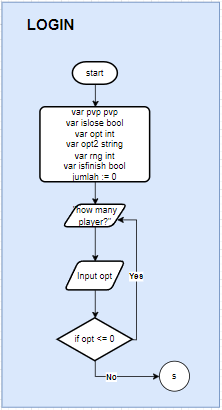 LOGIN
start
var pvp pvp
var islose bool
var opt int
var opt2 string
var rng int
var isfinish bool
jumlah := 0
"how many
player?"
Input opt
Yes
if opt <= 0
No
s